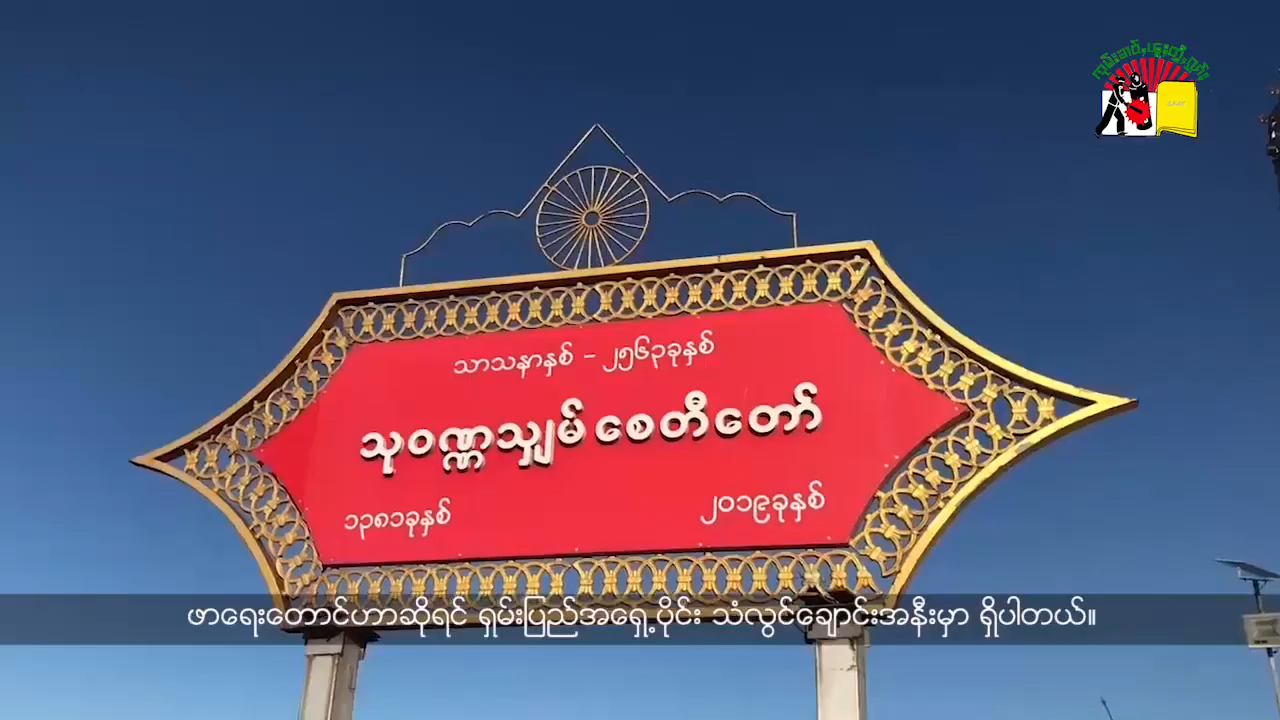 သာသနာနှစ် - ၂၅၆၃ခုနှစ်
သုဝဏ္ဏသျှမ် စေတီတော်
၁၃၈၁ခုနှစ်
၂၀၁၉ခုနှစ်
ဖာရေးတောင်ဟာဆိုရင် ရှမ်းပြည်အရှေ့ပိုင်း သံလွင်ချောင်းအနီးမှာ ရှိပါတယ်။